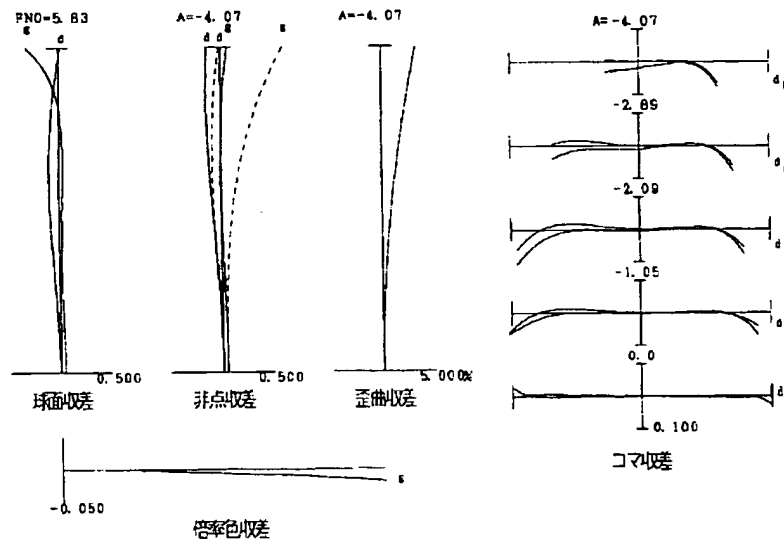 FNO=5.83
g
d
球面収差
0.500
A=-4.07
d d g
g
非点収差
0.500
A=-4.07
歪曲収差
5.000%
A=-4.07
d
-2.89
d
-2.09
d
-1.05
d
0.0
d
0.100
コマ収差
-0.050
g
倍率色収差